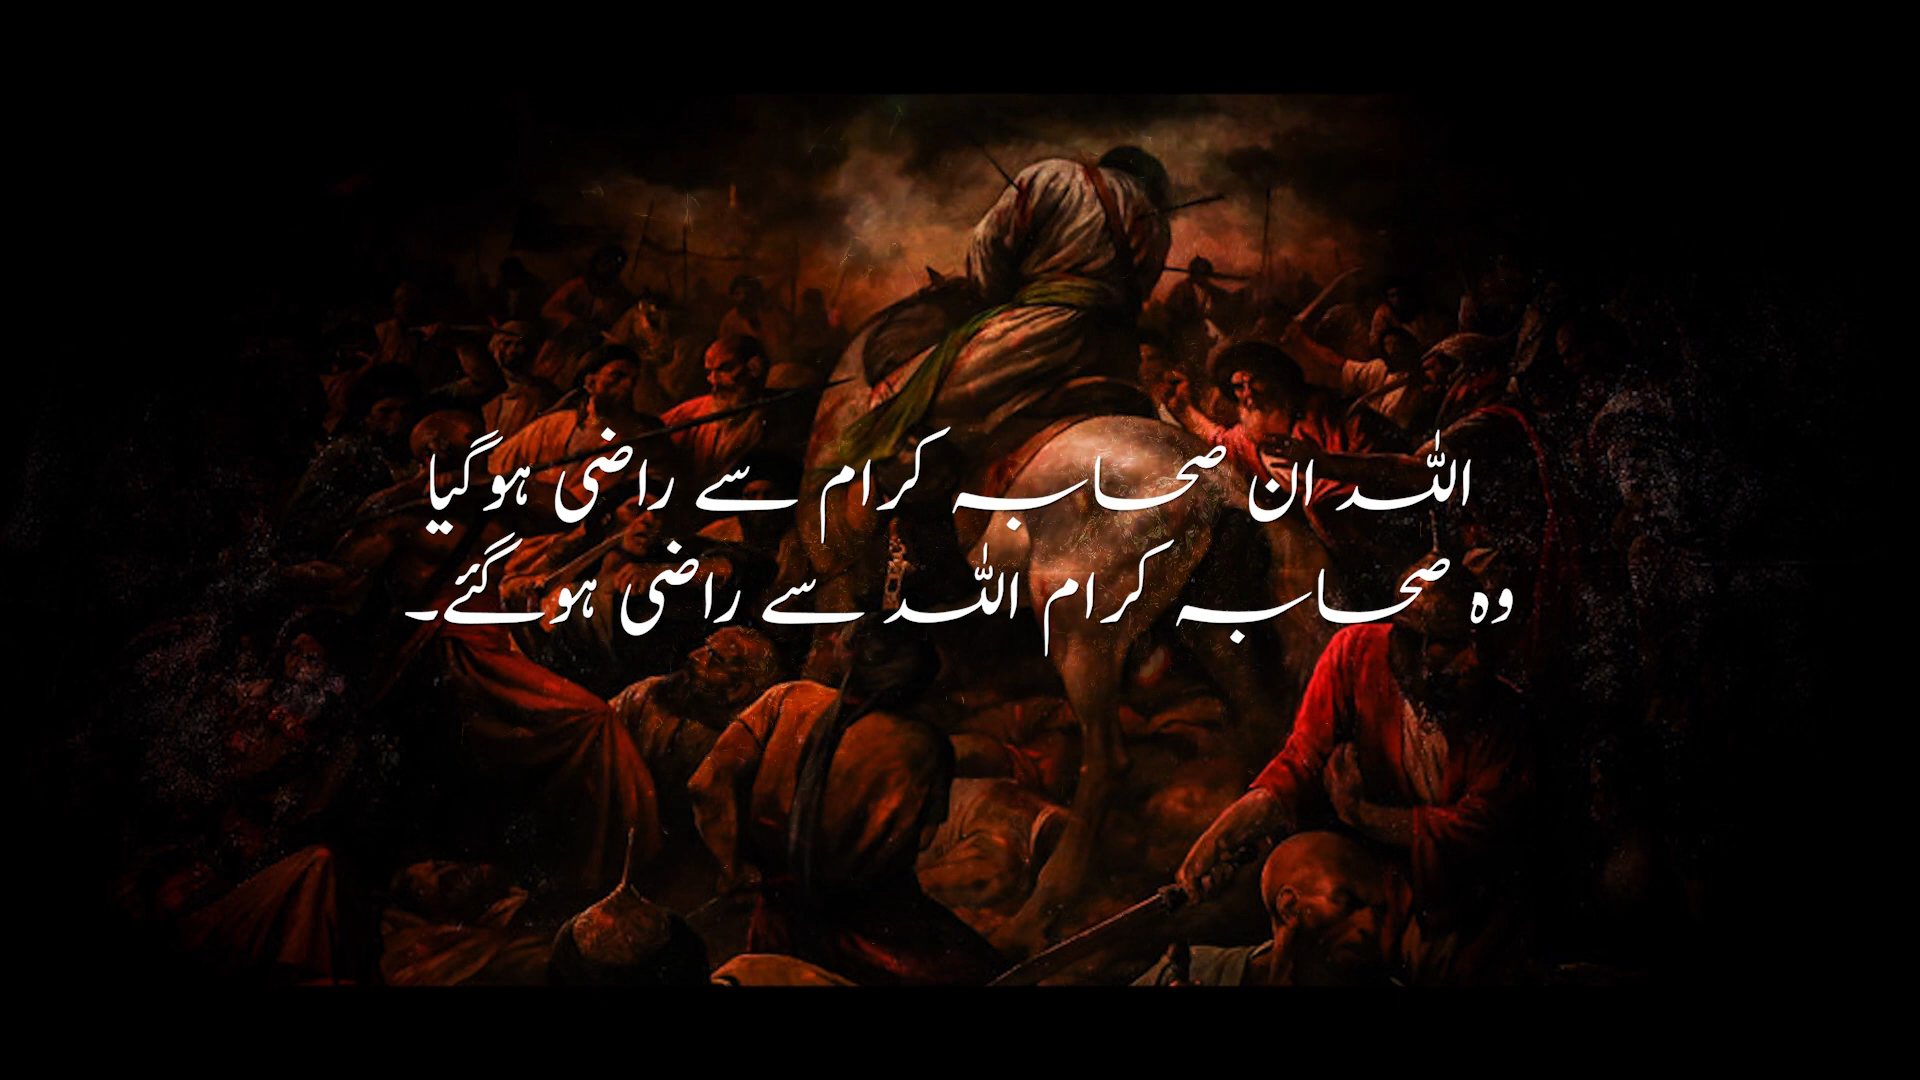 اللہ ان صحابہ کرام سے راضی ہوگیا
وہ صحابہ کرام اللہ سے راضی ہوگئے۔